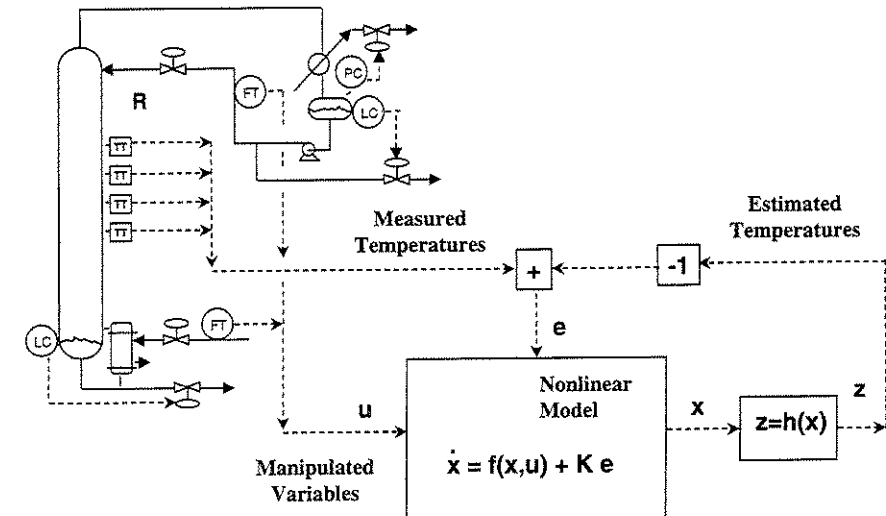 PC
FT
LC
R
TT
TT
TT
TT
Measured
Temperatures
Estimated
Temperatures
+
-1
FT
LC
e
Nonlinear
Model
u
x
z=h(x)
z
ẋ = f(x,u) + K e
Manipulated
Variables